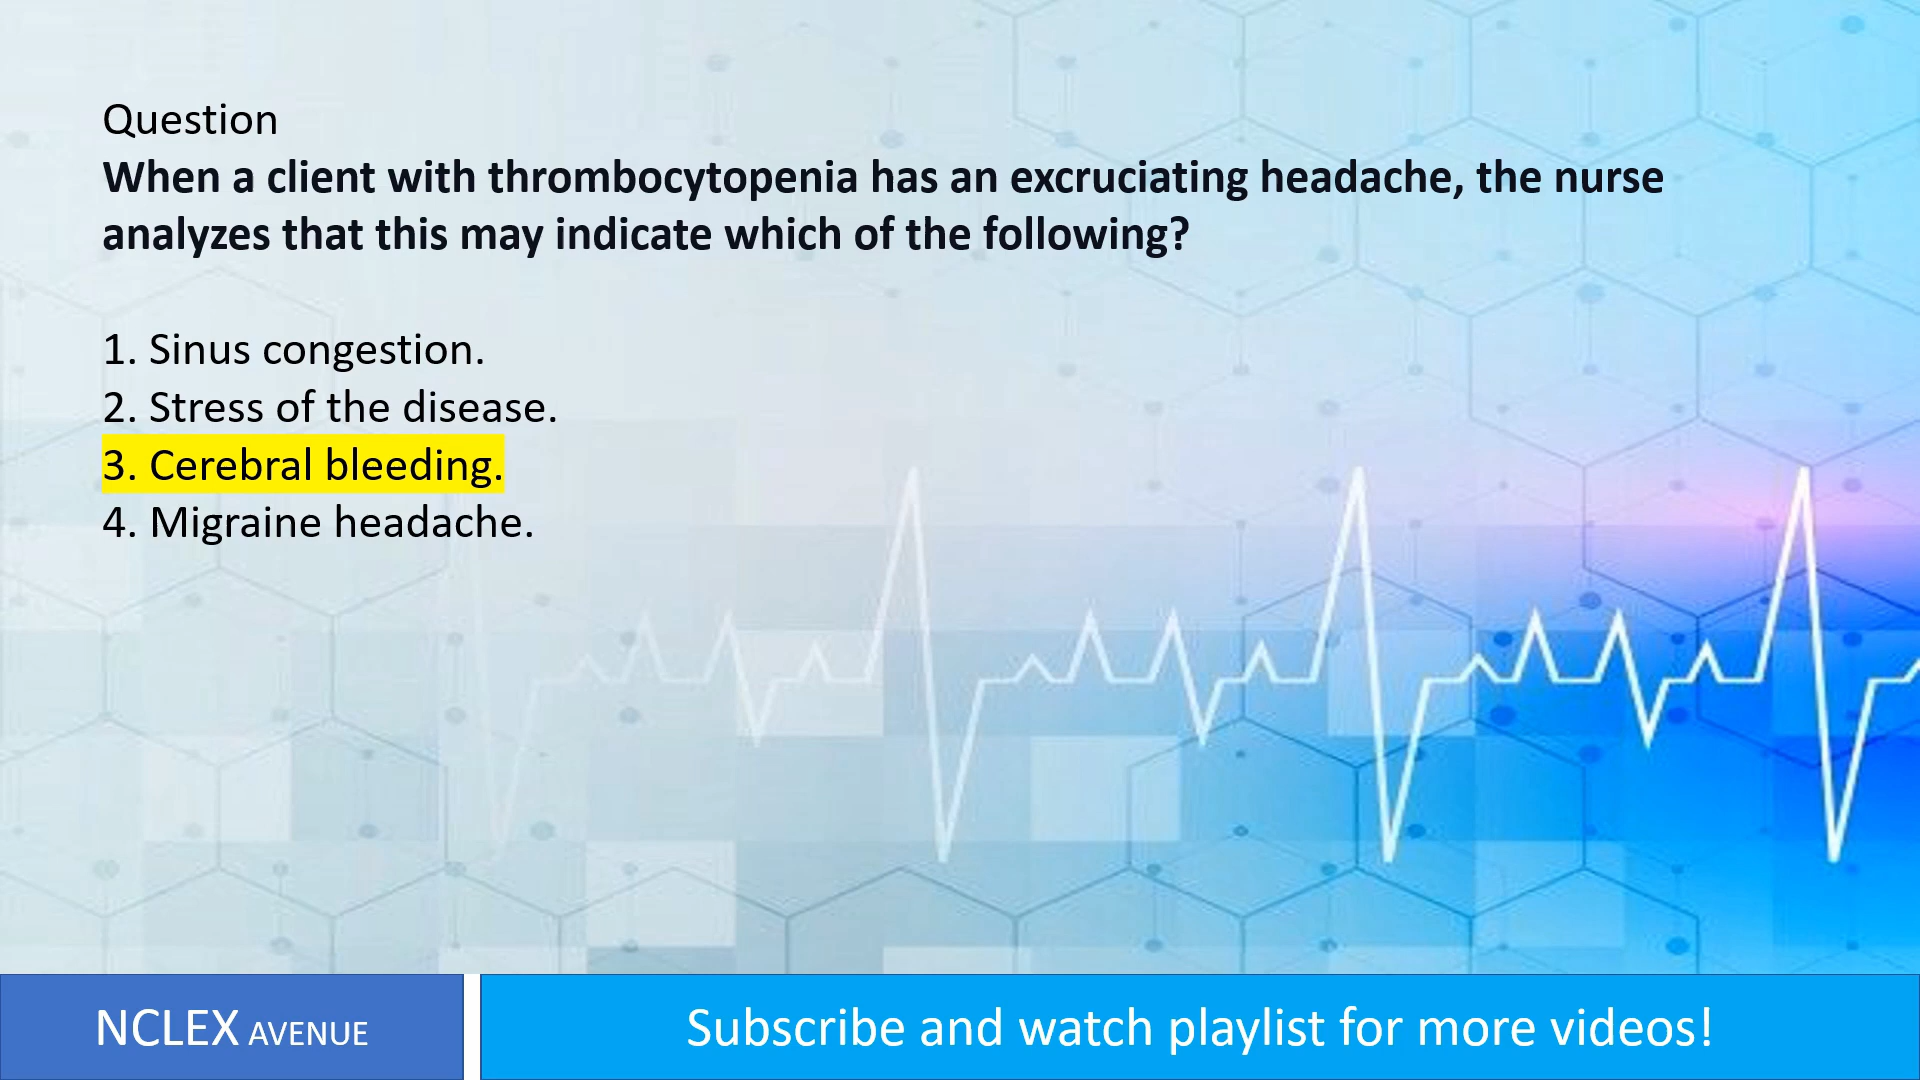 Question
When a client with thrombocytopenia has an excruciating headache, the nurse
analyzes that this may indicate which of the following?
1. Sinus congestion.
2. Stress of the disease.
3. Cerebral bleeding.
4. Migraine headache.
NCLEX AVENUE
Subscribe and watch playlist for more videos!